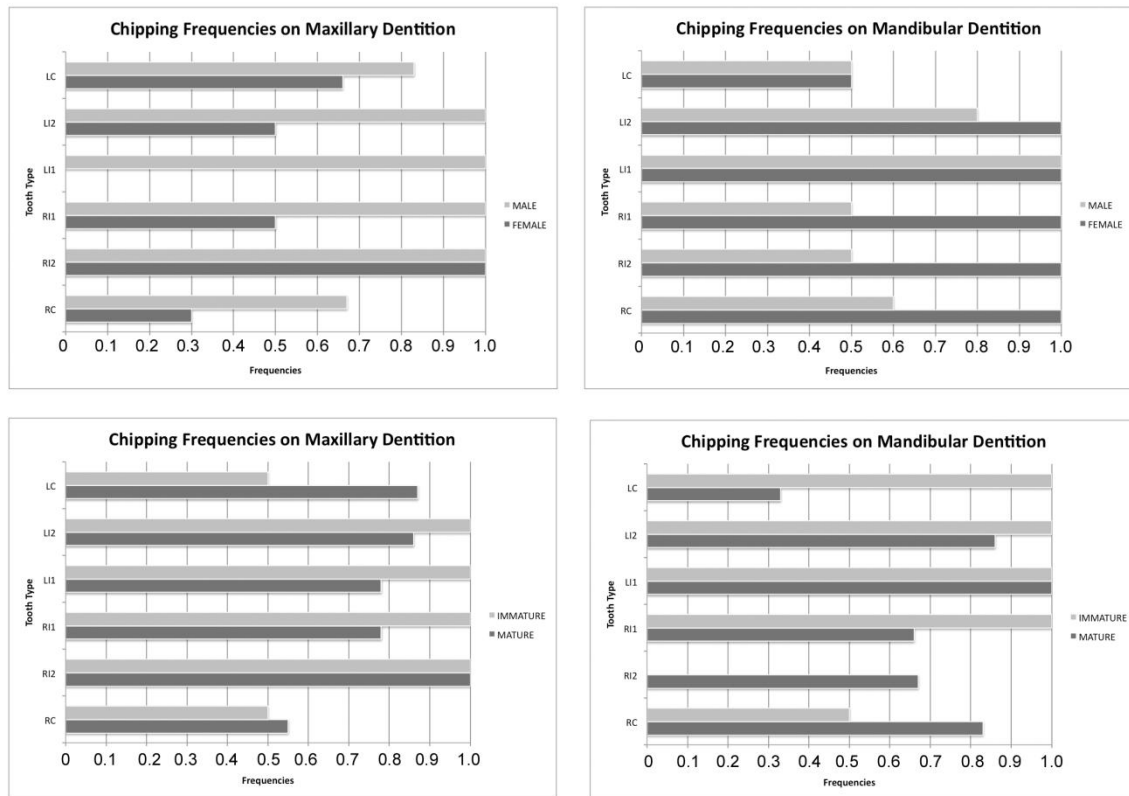 Chipping Frequencies on Maxillary Dentition
Tooth Type
LC
LI2
LI1
RI1
RI2
RC
0 0.1 0.2 0.3 0.4 0.5 0.6 0.7 0.8 0.9 1.0
Frequencies
MALE
FEMALE
Chipping Frequencies on Mandibular Dentition
Tooth Type
LC
LI2
LI1
RI1
RI2
RC
0 0.1 0.2 0.3 0.4 0.5 0.6 0.7 0.8 0.9 1.0
Frequencies
MALE
FEMALE
Chipping Frequencies on Maxillary Dentition
Tooth Type
LC
LI2
LI1
RI1
RI2
RC
0 0.1 0.2 0.3 0.4 0.5 0.6 0.7 0.8 0.9 1.0
Frequencies
IMMATURE
MATURE
Chipping Frequencies on Mandibular Dentition
Tooth Type
LC
LI2
LI1
RI1
RI2
RC
0 0.1 0.2 0.3 0.4 0.5 0.6 0.7 0.8 0.9 1.0
Frequencies
IMMATURE
MATURE